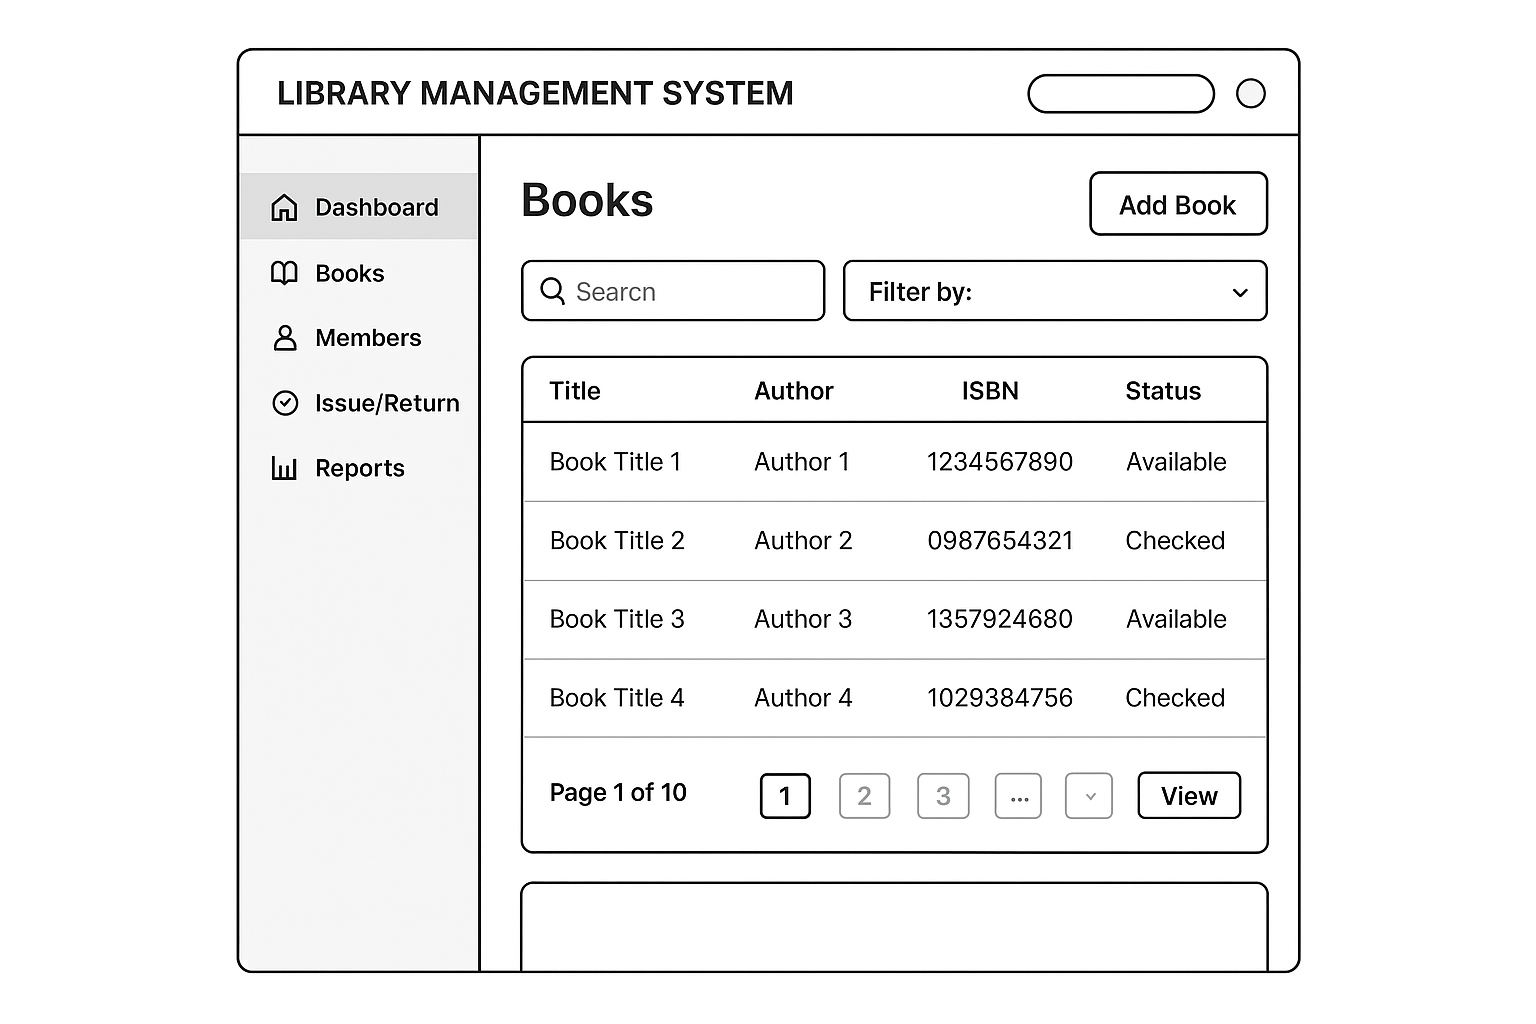 LIBRARY MANAGEMENT SYSTEM
Dashboard
Books
Members
Issue/Return
Reports
Books
Add Book
Searcn
Filter by:
Title Author ISBN Status
Book Title 1 Author 1 1234567890 Available
Book Title 2 Author 2 0987654321 Checked
Book Title 3 Author 3 1357924680 Available
Book Title 4 Author 4 1029384756 Checked
Page 1 of 10 1 2 3 ... View